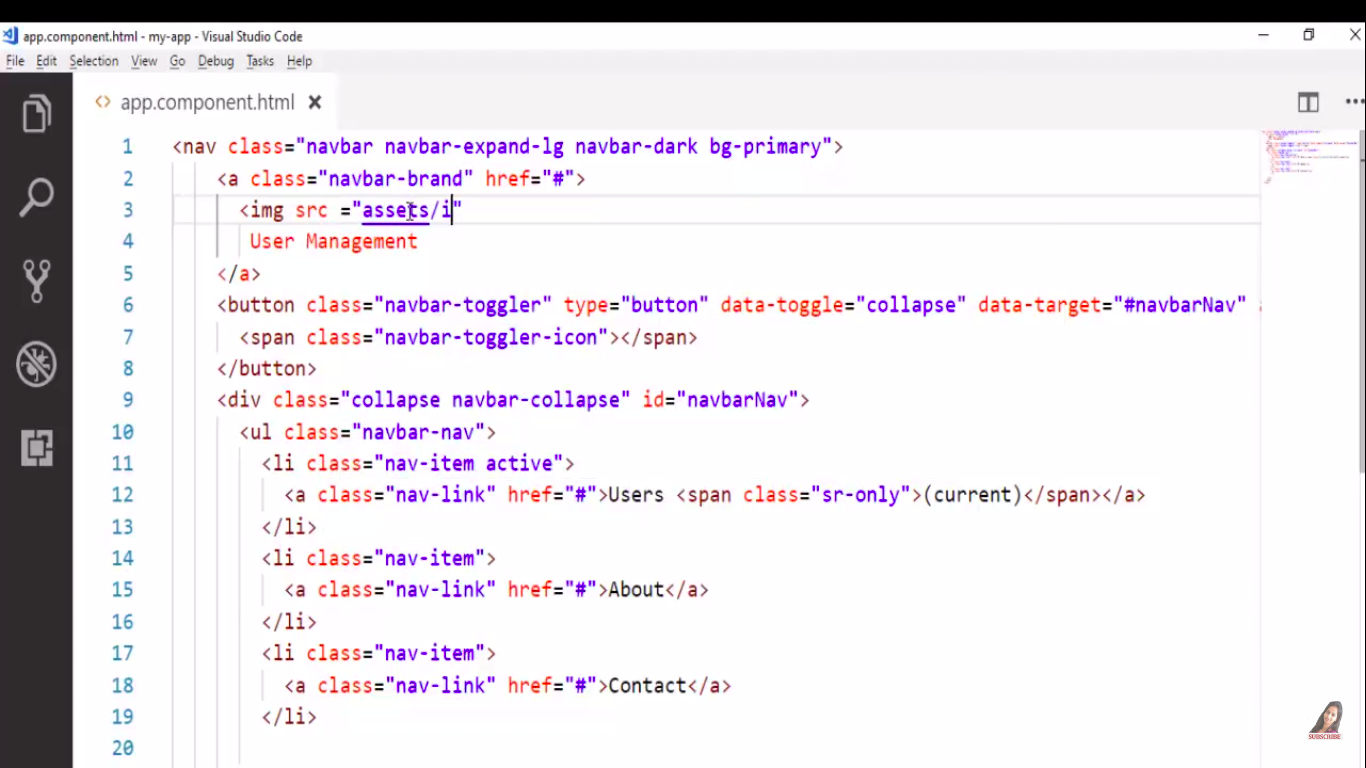 app.component.html - my-app - Visual Studio Code
File Edit Selection View Go Debug Tasks Help
<> app.component.html
1 <nav class="navbar navbar-expand-lg navbar-dark bg-primary">
2 <a class="navbar-brand" href="#">
3 <img src ="assets/i"
4 User Management
5 </a>
6 <button class="navbar-toggler" type="button" data-toggle="collapse" data-target="#navbarNav"
7 <span class="navbar-toggler-icon"></span>
8 </button>
9 <div class="collapse navbar-collapse" id="navbarNav">
10 <ul class="navbar-nav">
11 <li class="nav-item active">
12 <a class="nav-link" href="#">Users <span class="sr-only">(current)</span></a>
13 </li>
14 <li class="nav-item">
15 <a class="nav-link" href="#">About</a>
16 </li>
17 <li class="nav-item">
18 <a class="nav-link" href="#">Contact</a>
19 </li>
20
SUBSCRIBE